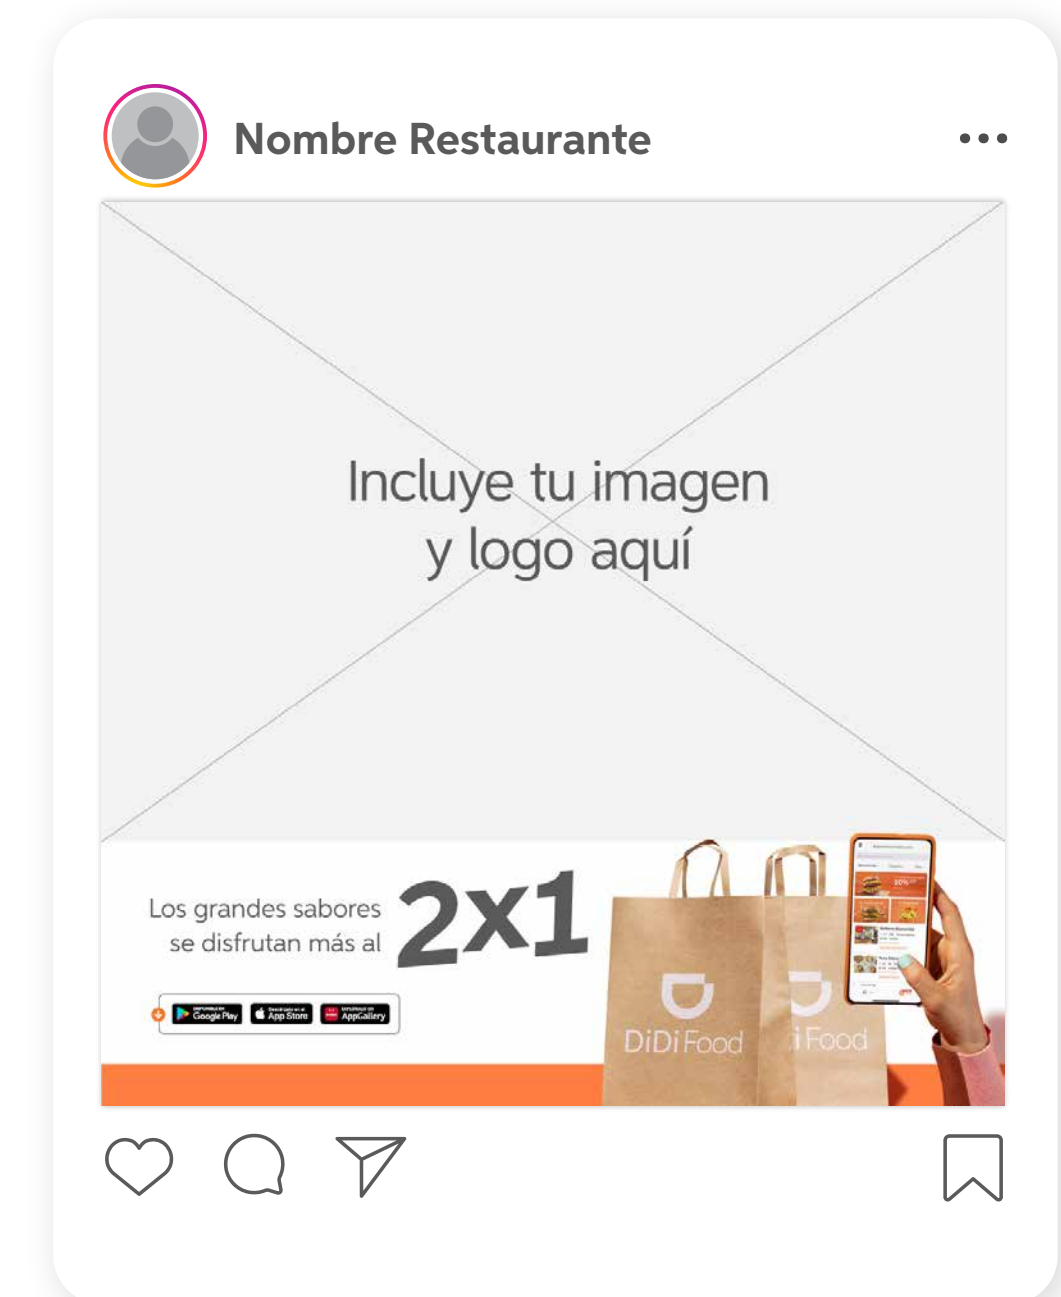 Nombre Restaurante
Incluye tu imagen
y logo aquí
Los grandes sabores
se disfrutan más al
2x1
Google Play
App Store
AppGallery
DiDi Food
iFood